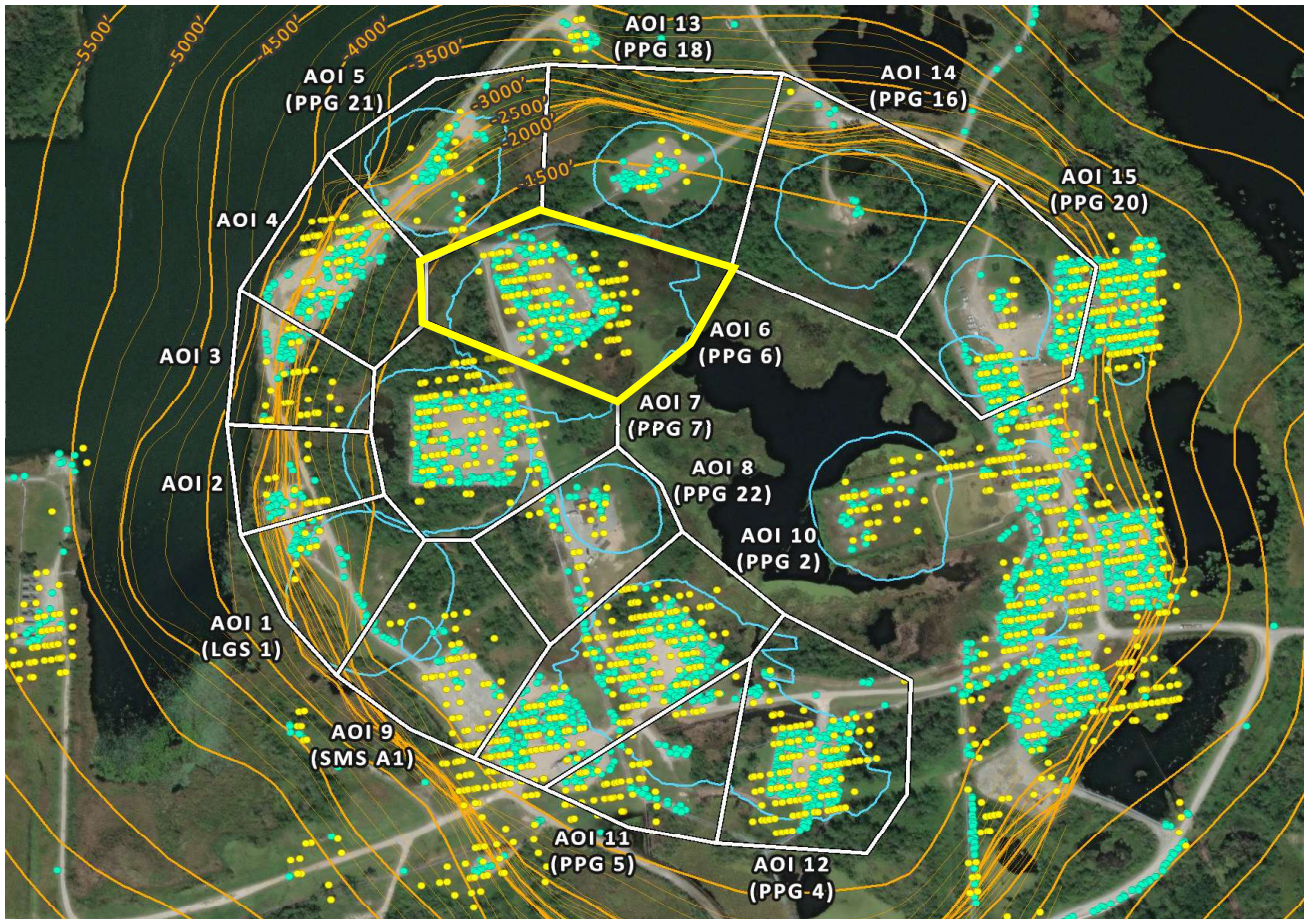 -5500'
-5000'
-4500'
-4000'
-3500'
-3000'
-2500'
-2000'
-1500'
AOI 13
(PPG 18)
AOI 5
(PPG 21)
AOI 14
(PPG 16)
AOI 15
(PPG 20)
AOI 4
AOI 6
(PPG 6)
AOI 3
AOI 7
(PPG 7)
AOI 8
(PPG 22)
AOI 2
AOI 10
(PPG 2)
AOI 1
(LGS 1)
AOI 9
(SMS A1)
AOI 11
(PPG 5)
AOI 12
(PPG 4)